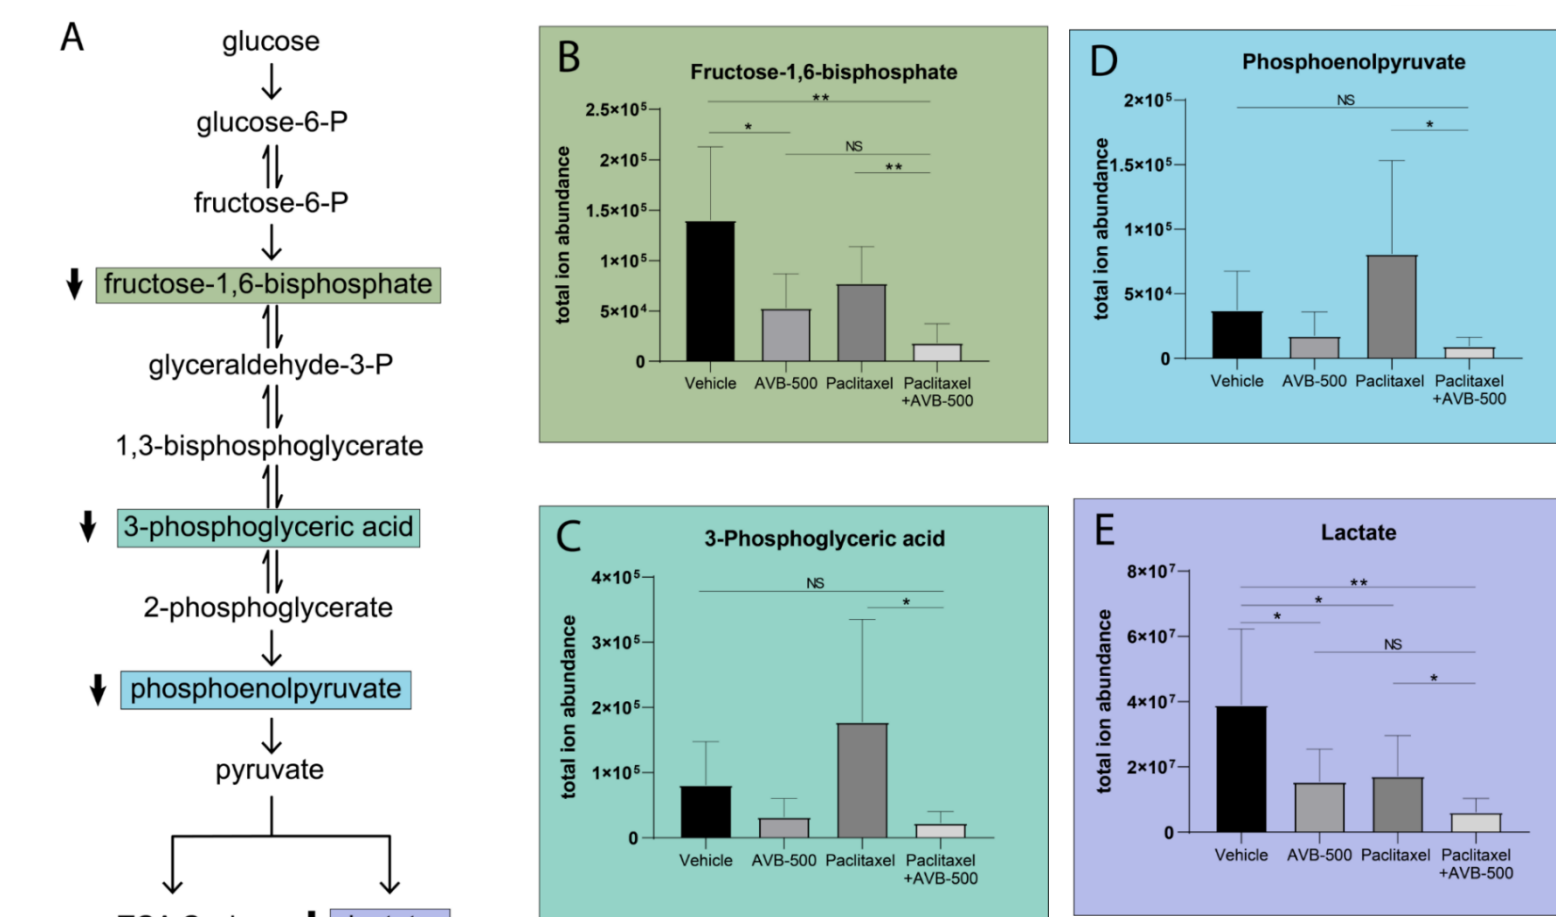 A
glucose
glucose-6-P
fructose-6-P
fructose-1,6-bisphosphate
glyceraldehyde-3-P
1,3-bisphosphoglycerate
3-phosphoglyceric acid
2-phosphoglycerate
phosphoenolpyruvate
pyruvate
B
Fructose-1,6-bisphosphate
total ion abundance
2.5×10⁵
2×10⁵
1.5×10⁵
1×10⁵
5×10⁴
0
**
*
NS
**
Vehicle
AVB-500
Paclitaxel
Paclitaxel
+AVB-500
D
Phosphoenolpyruvate
total ion abundance
2×10⁵
1.5×10⁵
1×10⁵
5×10⁴
0
NS
*
Vehicle
AVB-500
Paclitaxel
Paclitaxel
+AVB-500
C
3-Phosphoglyceric acid
total ion abundance
4×10⁵
3×10⁵
2×10⁵
1×10⁵
0
NS
*
Vehicle
AVB-500
Paclitaxel
Paclitaxel
+AVB-500
E
Lactate
total ion abundance
8×10⁷
6×10⁷
4×10⁷
2×10⁷
0
**
*
*
NS
*
Vehicle
AVB-500
Paclitaxel
Paclitaxel
+AVB-500